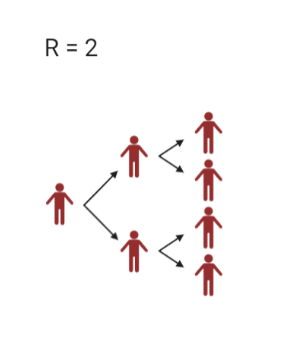 R = 2